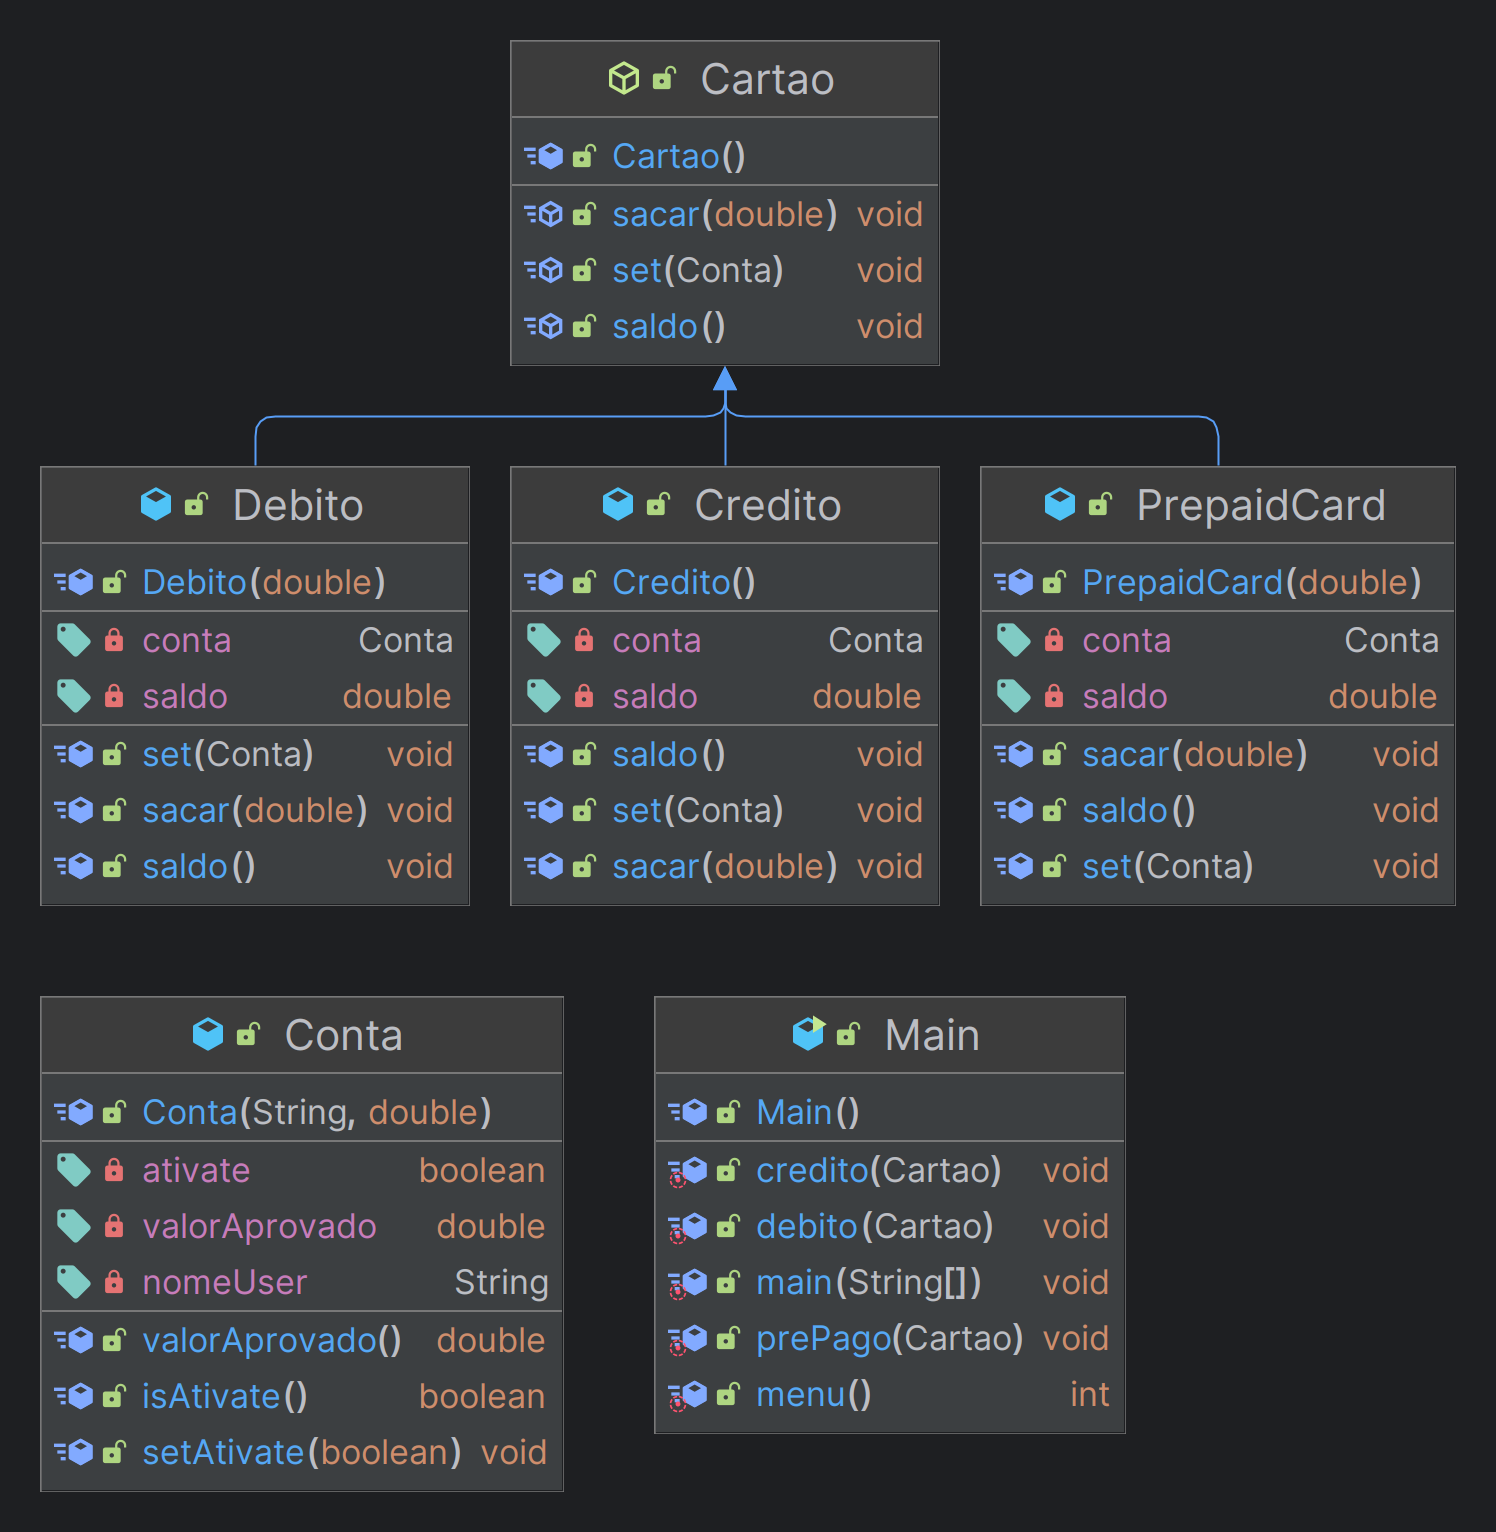 Cartao
Cartao()
sacar(double) void
set(Conta) void
saldo() void
Debito
Debito(double)
conta Conta
saldo double
set(Conta) void
sacar(double) void
saldo() void
Credito
Credito()
conta Conta
saldo double
saldo() void
set(Conta) void
sacar(double) void
PrepaidCard
PrepaidCard(double)
conta Conta
saldo double
sacar(double) void
saldo() void
set(Conta) void
Conta
Conta(String, double)
ativate boolean
valorAprovado double
nomeUser String
valorAprovado() double
isAtivate() boolean
setAtivate(boolean) void
Main
Main()
credito(Cartao) void
debito(Cartao) void
main(String[]) void
prePago(Cartao) void
menu() int